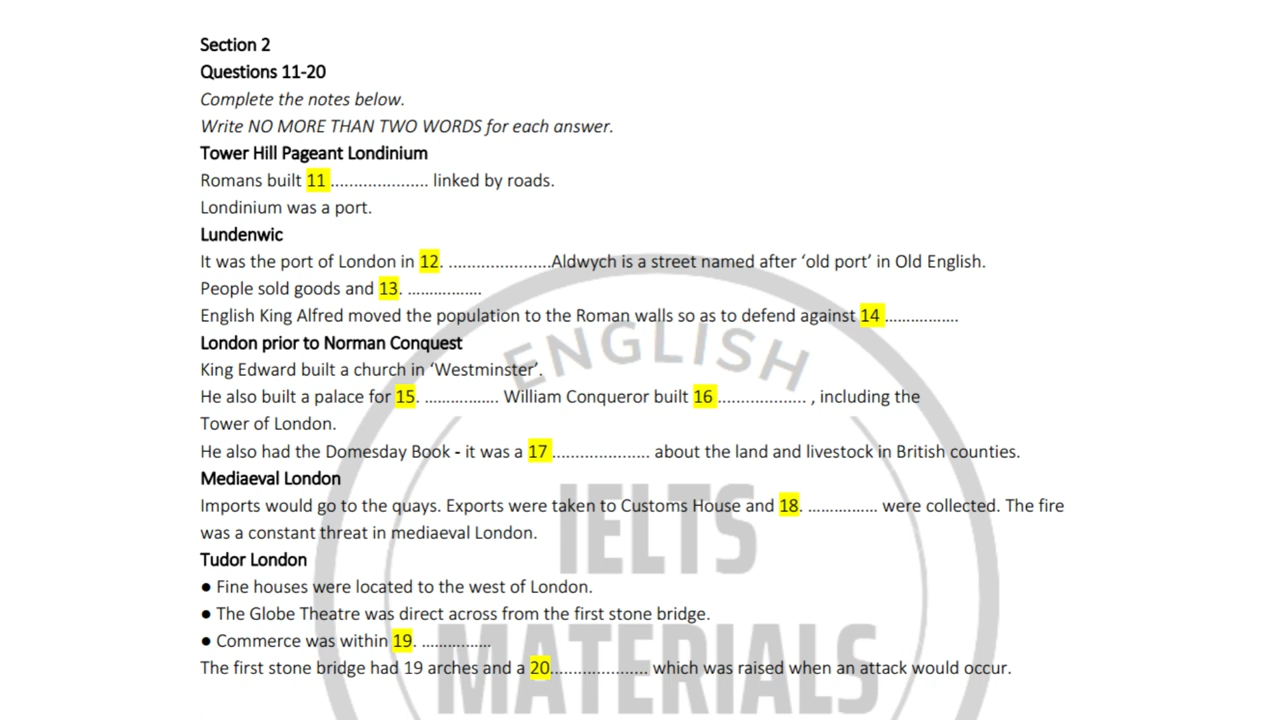 Section 2
Questions 11-20
Complete the notes below.
Write NO MORE THAN TWO WORDS for each answer.
Tower Hill Pageant Londinium
Romans built 11 ..................... linked by roads.
Londinium was a port.
Lundenwic
It was the port of London in 12. ......................Aldwych is a street named after ‘old port’ in Old English.
People sold goods and 13. ................
English King Alfred moved the population to the Roman walls so as to defend against 14 ................
London prior to Norman Conquest
King Edward built a church in ‘Westminster’.
He also built a palace for 15. ................ William Conqueror built 16 ................... , including the
Tower of London.
He also had the Domesday Book - it was a 17 ..................... about the land and livestock in British counties.
Mediaeval London
Imports would go to the quays. Exports were taken to Customs House and 18. ............... were collected. The fire
was a constant threat in mediaeval London.
Tudor London
● Fine houses were located to the west of London.
● The Globe Theatre was direct across from the first stone bridge.
● Commerce was within 19. ...............
The first stone bridge had 19 arches and a 20..................... which was raised when an attack would occur.
ENGLISH
IELTS
MATERIALS